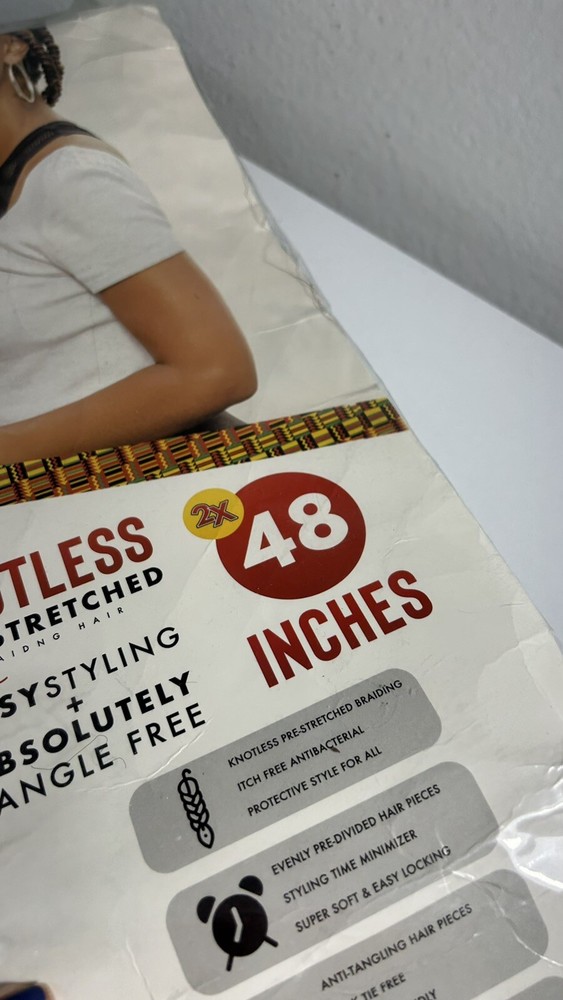 2X
48
INCHES
UTLESS
STRETCHED
AIDNG HAIR
SYSTYLING
+
BSOLUTELY
ANGLE FREE
KNOTLESS PRE-STRETCHED BRAIDING
ITCH FREE ANTIBACTERIAL
PROTECTIVE STYLE FOR ALL
EVENLY PRE-DIVIDED HAIR PIECES
STYLING TIME MINIMIZER
SUPER SOFT & EASY LOCKING
ANTI-TANGLING HAIR PIECES
TIE FREE